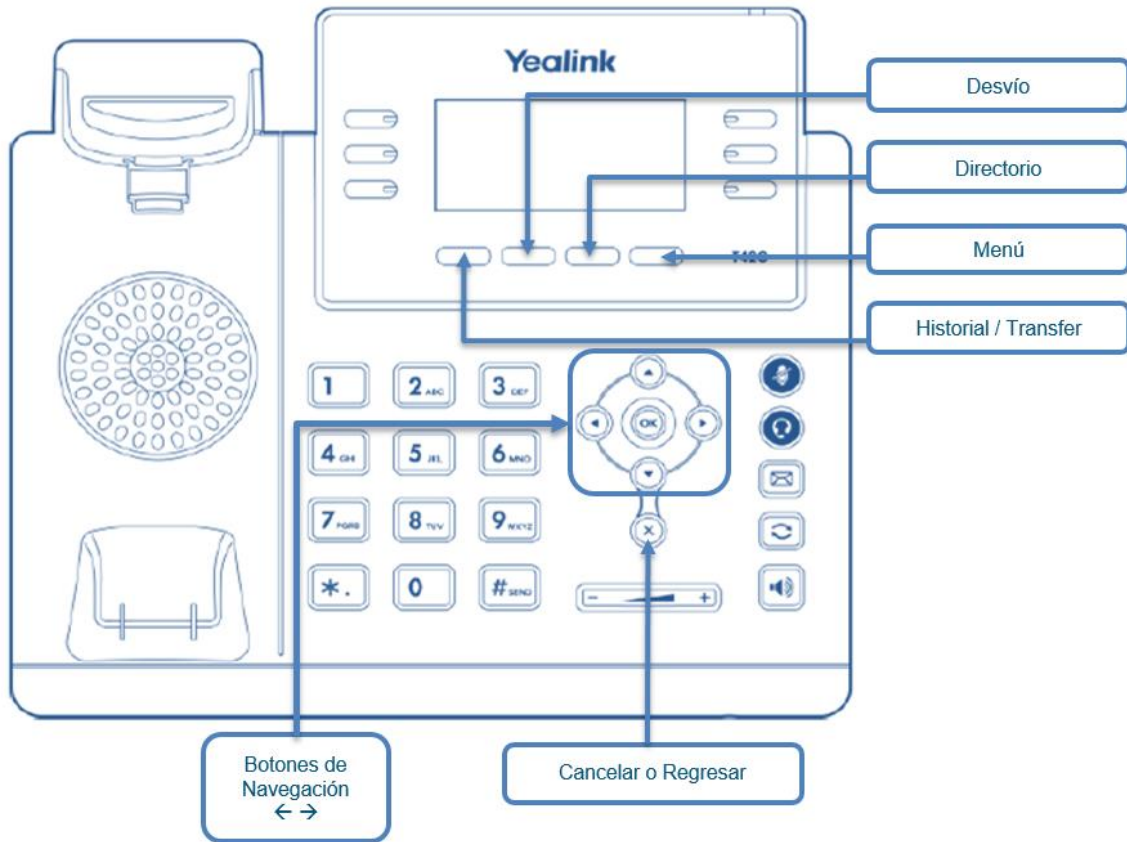 Yealink
Desvío
Directorio
Menú
Historial / Transfer
1
2 ABC
3 DEF
OK
4 GHI
5 JKL
6 MNO
7 PQRS
8 TUV
9 WXYZ
X
*.
0
# SEND
- +
Botones de
Navegación
← →
Cancelar o Regresar